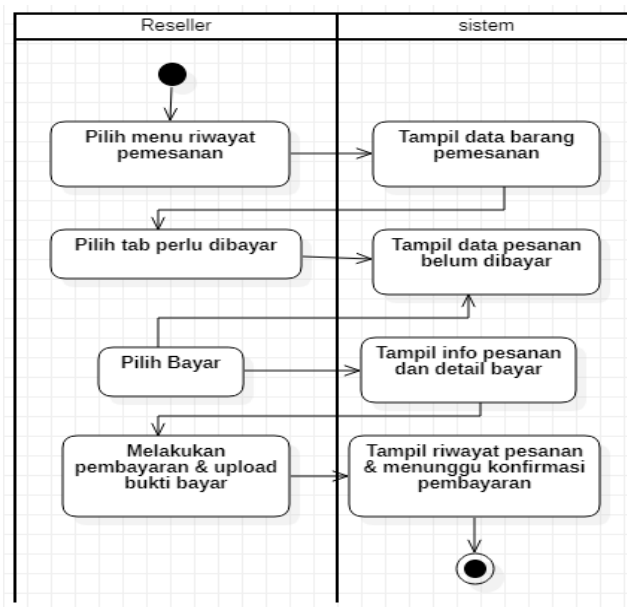 Reseller
sistem
Pilih menu riwayat
pemesanan
Tampil data barang
pemesanan
Pilih tab perlu dibayar
Tampil data pesanan
belum dibayar
Pilih Bayar
Tampil info pesanan
dan detail bayar
Melakukan
pembayaran & upload
bukti bayar
Tampil riwayat pesanan
& menunggu konfirmasi
pembayaran